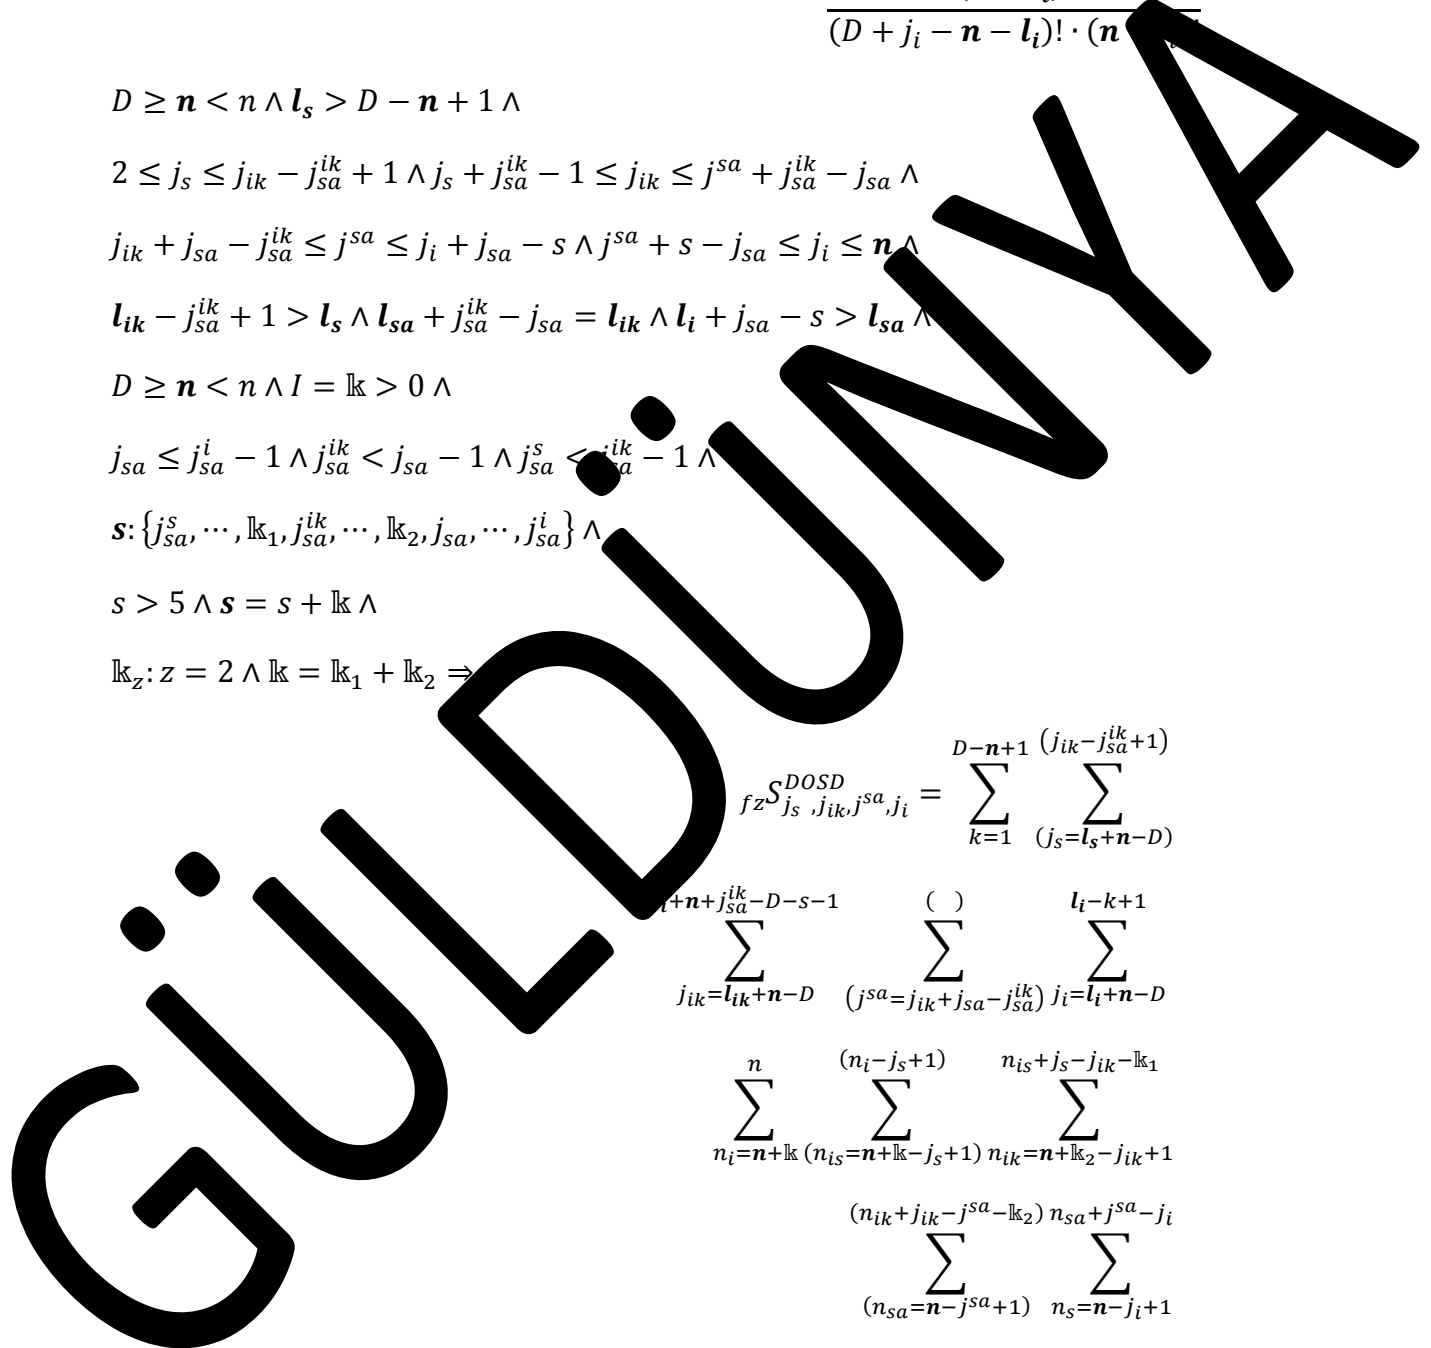 (D + j_i − n − l_i)! · (n
D ≥ n < n ∧ l_s > D − n + 1 ∧
2 ≤ j_s ≤ j_{ik} − j_{sa}^{ik} + 1 ∧ j_s + j_{sa}^{ik} − 1 ≤ j_{ik} ≤ j^{sa} + j_{sa}^{ik} − j_{sa} ∧
j_{ik} + j_{sa} − j_{sa}^{ik} ≤ j^{sa} ≤ j_i + j_{sa} − s ∧ j^{sa} + s − j_{sa} ≤ j_i ≤ n ∧
l_{ik} − j_{sa}^{ik} + 1 > l_s ∧ l_{sa} + j_{sa}^{ik} − j_{sa} = l_{ik} ∧ l_i + j_{sa} − s > l_{sa} ∧
D ≥ n < n ∧ I = 𝕜 > 0 ∧
j_{sa} ≤ j_{sa}^i − 1 ∧ j_{sa}^{ik} < j_{sa} − 1 ∧ j_{sa}^s < j_{sa}^{ik} − 1 ∧
s: {j_{sa}^s, ⋯, 𝕜_1, j_{sa}^{ik}, ⋯, 𝕜_2, j_{sa}, ⋯, j_{sa}^i} ∧
s > 5 ∧ s = s + 𝕜 ∧
𝕜_z: z = 2 ∧ 𝕜 = 𝕜_1 + 𝕜_2 ⇒
_{fz}S_{j_s ,j_{ik},j^{sa},j_i}^{DOSD} = ∑_{k=1}^{D−n+1} ∑_{(j_s=l_s+n−D)}^{(j_{ik}−j_{sa}^{ik}+1)}
∑_{j_{ik}=l_{ik}+n−D}^{_i+n+j_{sa}^{ik}−D−s−1} ∑_{(j^{sa}=j_{ik}+j_{sa}−j_{sa}^{ik})}^{( )} ∑_{j_i=l_i+n−D}^{l_i−k+1}
∑_{n_i=n+𝕜}^{n} ∑_{(n_{is}=n+𝕜−j_s+1)}^{(n_i−j_s+1)} ∑_{n_{ik}=n+𝕜_2−j_{ik}+1}^{n_{is}+j_s−j_{ik}−𝕜_1}
∑_{(n_{sa}=n−j^{sa}+1)}^{(n_{ik}+j_{ik}−j^{sa}−𝕜_2)} ∑_{n_s=n−j_i+1}^{n_{sa}+j^{sa}−j_i}
GÜLDÜNYA